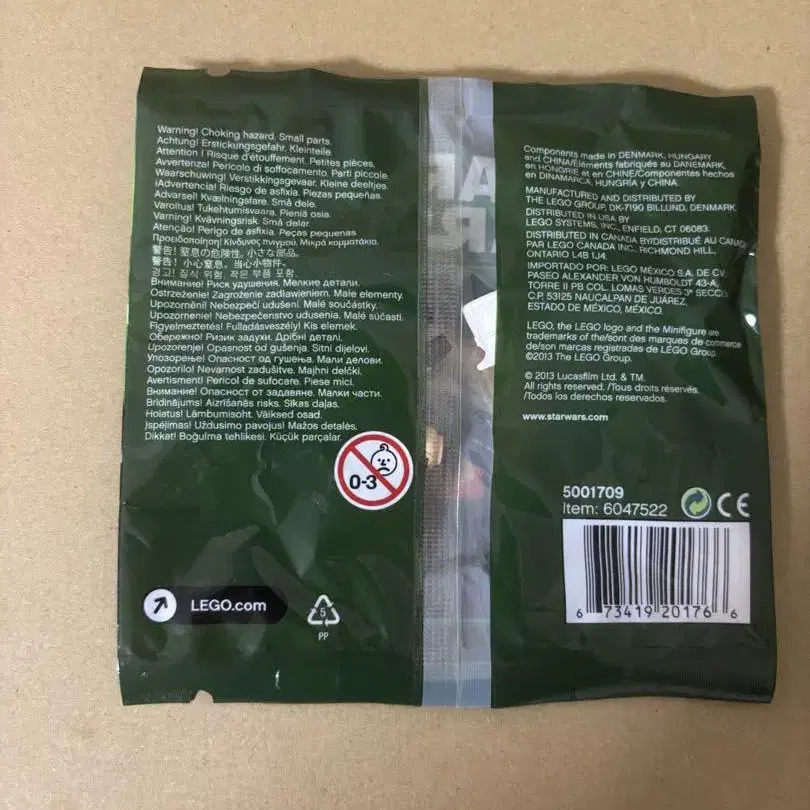 Warning! Choking hazard. Small parts.
Achtung! Erstickungsgefahr. Kleinteile.
Attention ! Risque d'étouffement. Petites pièces.
Avvertenza! Pericolo di soffocamento. Parti piccole.
Waarschuwing! Verstikkingsgevaar. Kleine deeltjes.
¡Advertencia! Riesgo de asfixia. Piezas pequeñas.
Advarsel! Kvælningsfare. Små dele.
Varoitus! Tukehtumisvaara. Pieniä osia.
Varning! Kvävningsrisk. Små delar
Atenção! Perigo de asfixia. Peças pequenas.
Προειδοποίηση! Κίνδυνος πνιγμού. Μικρά κομματάκια.
警告! 窒息の危険性。小さな部品。
警告! 小心窒息。当心小物件。
경고! 질식 위험. 작은 부품 포함.
Внимание! Риск удушения. Мелкие детали.
Ostrzeżenie! Zagrożenie zadławieniem. Małe elementy.
Upozornění! Nebezpečí udušení. Malé součástky.
Upozornenie! Nebezpečenstvo udusenia. Malé súčasti.
Figyelmeztetés! Fulladásveszély! Kis elemek.
Обережно! Ризик задухи. Дрібні деталі.
Upozorenje! Opasnost od gušenja. Sitni dijelovi.
Упозорење! Опасност од гушења. Мали делови.
Opozorilo! Nevarnost zadušitve. Majhni delčki.
Avertisment! Pericol de sufocare. Piese mici.
Внимание! Опасност от задавяне. Малки части.
Brīdinājums! Aizrīšanās risks. Sīkas daļas.
Hoiatus! Lämbumisoht. Väiksed osad.
Įspėjimas! Uždusimo pavojus! Mažos detalės.
Dikkat! Boğulma tehlikesi. Küçük parçalar.
0-3
LEGO.com
5
PP
Components made in DENMARK, HUNGARY
and CHINA/Éléments fabriqués au DANEMARK,
en HONGRIE et en CHINE/Componentes hechos
en DINAMARCA, HUNGRÍA y CHINA.
MANUFACTURED AND DISTRIBUTED BY
THE LEGO GROUP, DK-7190 BILLUND, DENMARK
DISTRIBUTED IN USA BY
LEGO SYSTEMS, INC., ENFIELD, CT 06083.
DISTRIBUTED IN CANADA BY/DISTRIBUÉ AU CANADA
PAR LEGO CANADA INC., RICHMOND HILL,
ONTARIO L4B 1J4.
IMPORTADO POR: LEGO MÉXICO S.A. DE CV.
PASEO ALEXANDER VON HUMBOLDT 43-A,
TORRE II PB COL. LOMAS VERDES 3ª SECC
C.P. 53125 NAUCALPAN DE JUÁREZ,
ESTADO DE MÉXICO, MÉXICO.
LEGO, the LEGO logo and the Minifigure are
trademarks of the/sont des marques de commerce
de/son marcas registradas de LEGO Group.
©2013 The LEGO Group.
© 2013 Lucasfilm Ltd. & TM.
All rights reserved. /Tous droits réservés.
/Todos los derechos reservados.
www.starwars.com
5001709
Item: 6047522
CE
6 73419 20176 6